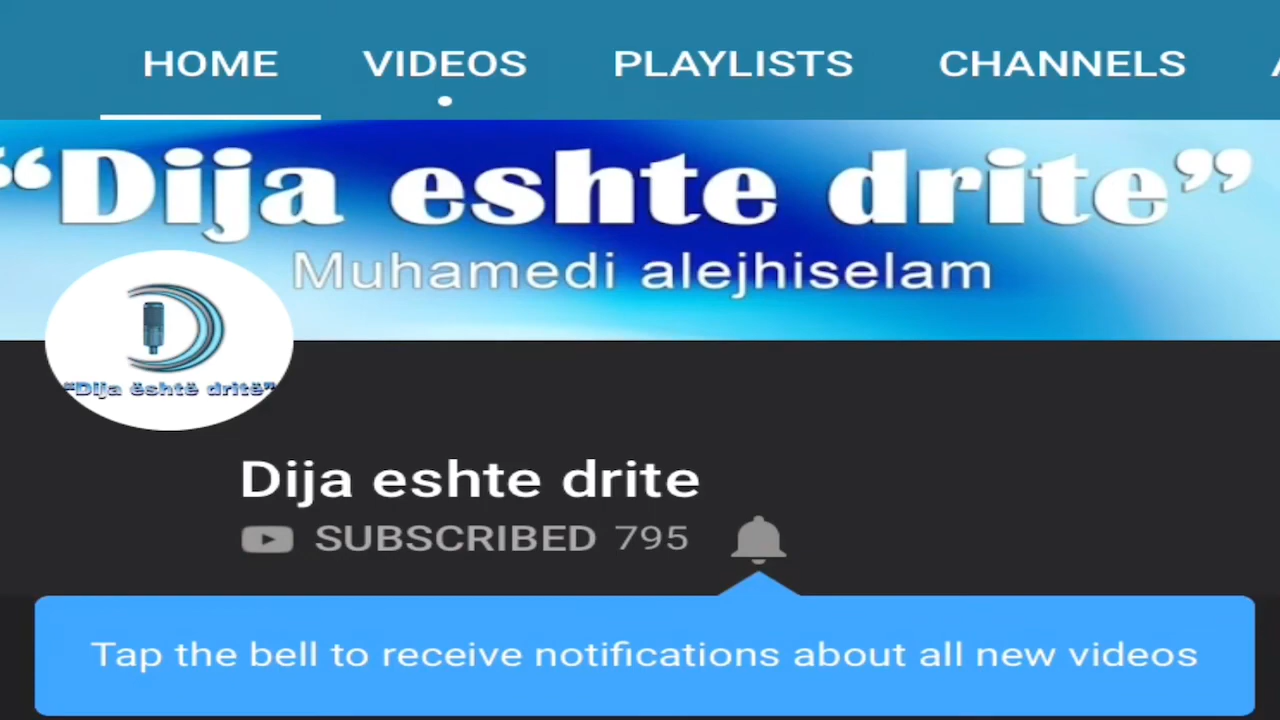 HOME VIDEOS PLAYLISTS CHANNELS
“Dija eshte drite”
Muhamedi alejhiselam
“Dija është dritë”
Dija eshte drite
SUBSCRIBED 795
Tap the bell to receive notifications about all new videos